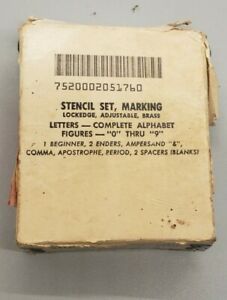 7520002051760
STENCIL SET, MARKING
LOCKEDGE, ADJUSTABLE, BRASS
LETTERS — COMPLETE ALPHABET
FIGURES — "0" THRU "9"
1 BEGINNER, 2 ENDERS, AMPERSAND "&",
COMMA, APOSTROPHE, PERIOD, 2 SPACERS (BLANKS)